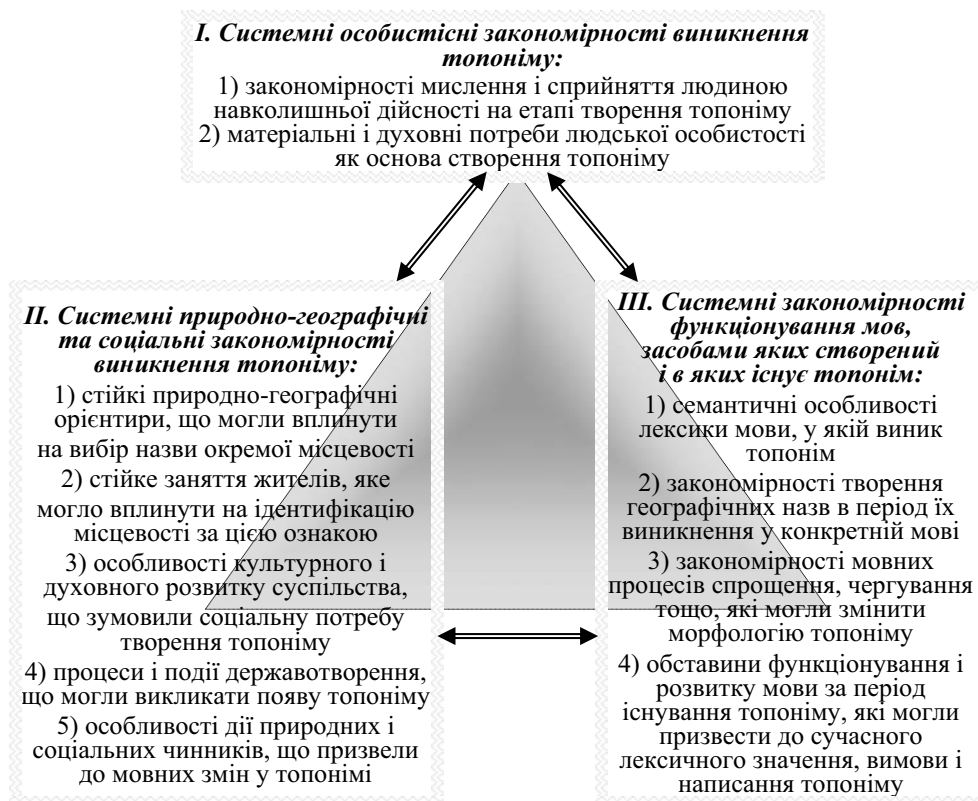 I. Системні особистісні закономірності виникнення
топоніму:
1) закономірності мислення і сприйняття людиною
навколишньої дійсності на етапі творення топоніму
2) матеріальні і духовні потреби людської особистості
як основа створення топоніму
II. Системні природно-географічні
та соціальні закономірності
виникнення топоніму:
1) стійкі природно-географічні
орієнтири, що могли вплинути
на вибір назви окремої місцевості
2) стійке заняття жителів, яке
могло вплинути на ідентифікацію
місцевості за цією ознакою
3) особливості культурного і
духовного розвитку суспільства,
що зумовили соціальну потребу
творення топоніму
4) процеси і події державотворення,
що могли викликати появу топоніму
5) особливості дії природних і
соціальних чинників, що призвели
до мовних змін у топонімі
III. Системні закономірності
функціонування мов,
засобами яких створений
і в яких існує топонім:
1) семантичні особливості
лексики мови, у якій виник
топонім
2) закономірності творення
географічних назв в період їх
виникнення у конкретній мові
3) закономірності мовних
процесів спрощення, чергування
тощо, які могли змінити
морфологію топоніму
4) обставини функціонування і
розвитку мови за період
існування топоніму, які могли
призвести до сучасного
лексичного значення, вимови і
написання топоніму